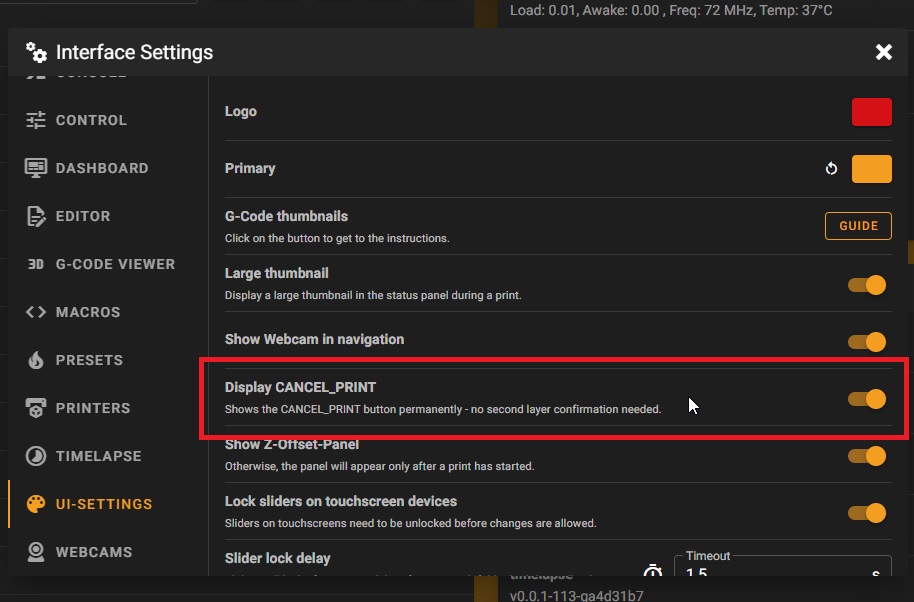 Load: 0.01, Awake: 0.00 , Freq: 72 MHz, Temp: 37°C
Interface Settings
CONSOLE
CONTROL
DASHBOARD
EDITOR
3D G-CODE VIEWER
MACROS
PRESETS
PRINTERS
TIMELAPSE
UI-SETTINGS
WEBCAMS
Logo
Primary
G-Code thumbnails
Click on the button to get to the instructions.
GUIDE
Large thumbnail
Display a large thumbnail in the status panel during a print.
Show Webcam in navigation
Display CANCEL_PRINT
Shows the CANCEL_PRINT button permanently - no second layer confirmation needed.
Show Z-Offset-Panel
Otherwise, the panel will appear only after a print has started.
Lock sliders on touchscreen devices
Sliders on touchscreens need to be unlocked before changes are allowed.
Slider lock delay
Timeout
1.5 s
timelapse
v0.0.1-113-ga4d31b7